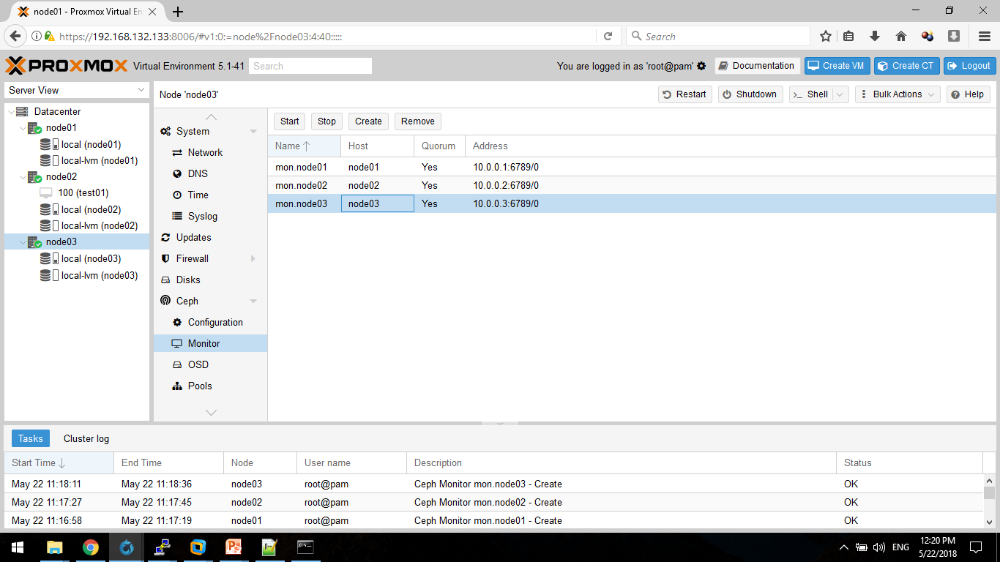 node01 - Proxmox Virtual En
https://192.168.132.133:8006/#v1:0:=node%2Fnode03:4:40:::::
Search
PROXMOX Virtual Environment 5.1-41 Search You are logged in as 'root@pam' Documentation Create VM Create CT Logout
Server View
Node 'node03' Restart Shutdown Shell Bulk Actions Help
Datacenter
node01
local (node01)
local-lvm (node01)
node02
100 (test01)
local (node02)
local-lvm (node02)
node03
local (node03)
local-lvm (node03)
System
Network
DNS
Time
Syslog
Updates
Firewall
Disks
Ceph
Configuration
Monitor
OSD
Pools
Start Stop Create Remove
Name Host Quorum Address
mon.node01 node01 Yes 10.0.0.1:6789/0
mon.node02 node02 Yes 10.0.0.2:6789/0
mon.node03 node03 Yes 10.0.0.3:6789/0
Tasks Cluster log
Start Time End Time Node User name Description Status
May 22 11:18:11 May 22 11:18:36 node03 root@pam Ceph Monitor mon.node03 - Create OK
May 22 11:17:27 May 22 11:17:45 node02 root@pam Ceph Monitor mon.node02 - Create OK
May 22 11:16:58 May 22 11:17:19 node01 root@pam Ceph Monitor mon.node01 - Create OK
ENG
12:20 PM
5/22/2018